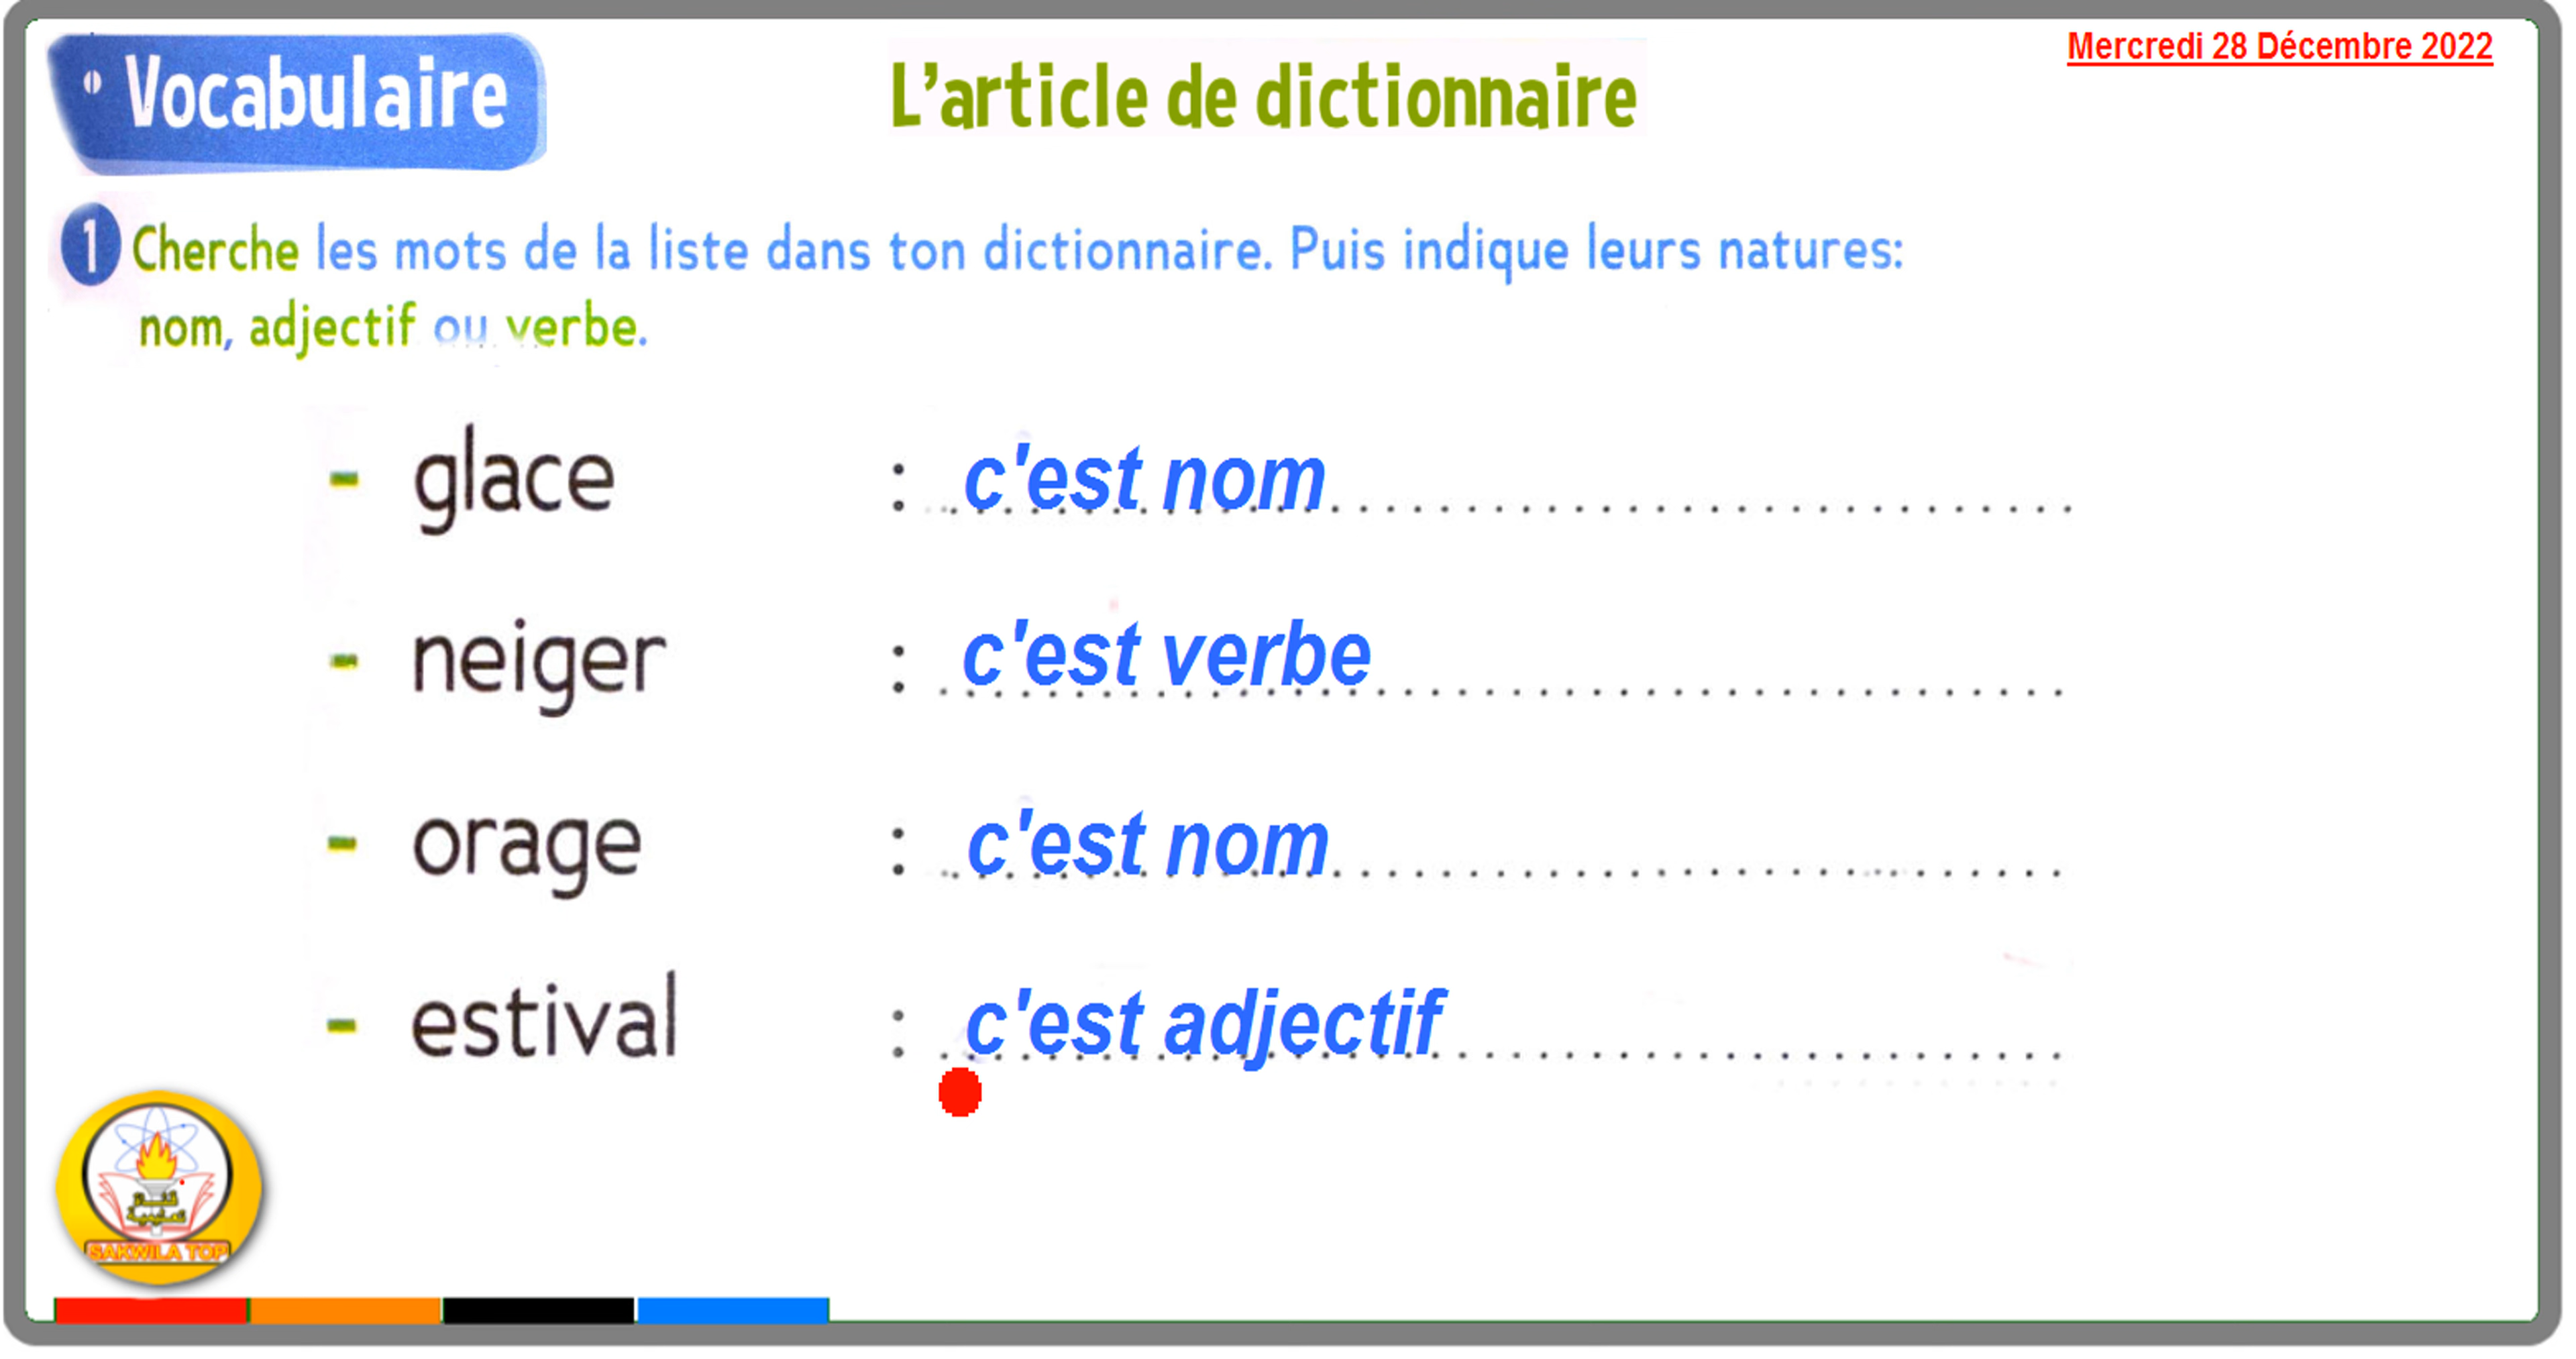 Vocabulaire
L'article de dictionnaire
Mercredi 28 Décembre 2022
1 Cherche les mots de la liste dans ton dictionnaire. Puis indique leurs natures:
nom, adjectif ou verbe.
- glace : c'est nom
- neiger : c'est verbe
- orage : c'est nom
- estival : c'est adjectif
قناة
تعليمية
SAKWILA TOP